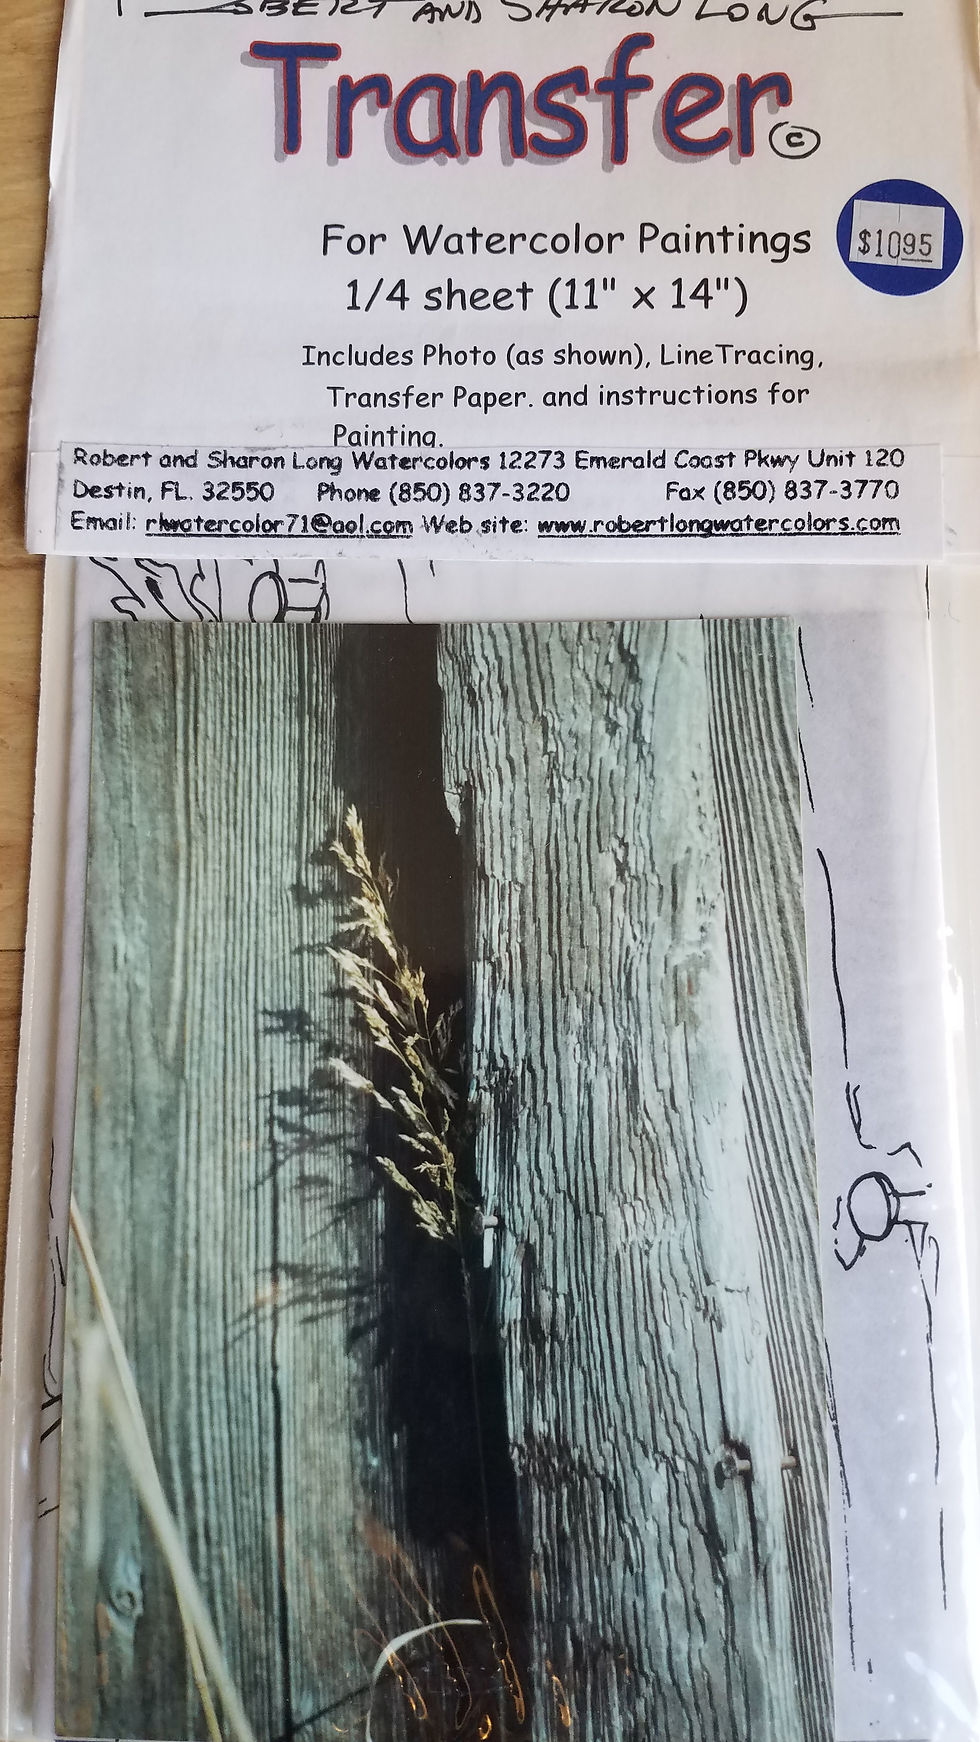 AND SHARON LONG
Transfer ©
For Watercolor Paintings
$1095
1/4 sheet (11" x 14")
Includes Photo (as shown), LineTracing,
Transfer Paper. and instructions for
Painting.
Robert and Sharon Long Watercolors 12273 Emerald Coast Pkwy Unit 120
Destin, FL. 32550 Phone (850) 837-3220 Fax (850) 837-3770
Email: rlwatercolor71@aol.com Web site: www.robertlongwatercolors.com